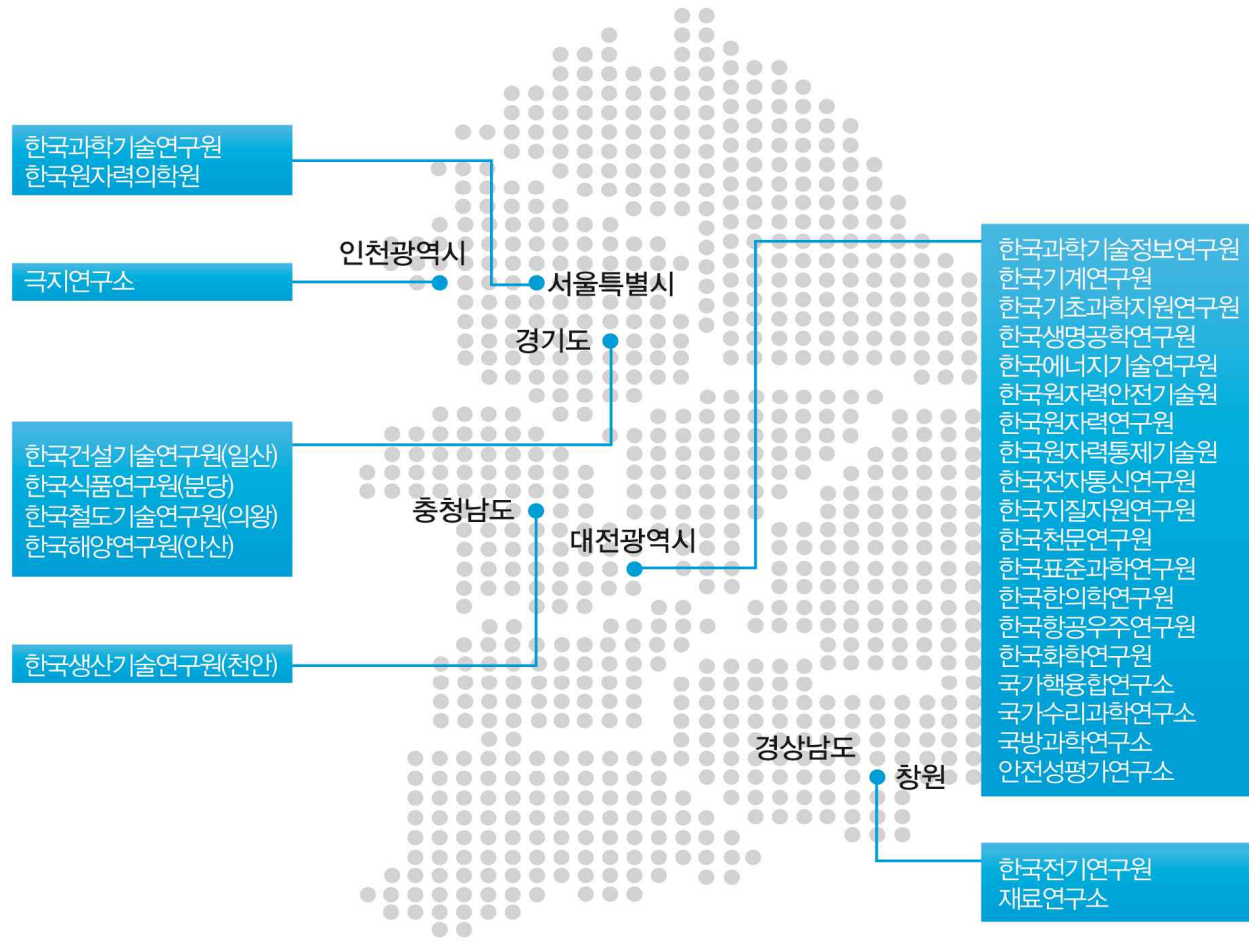 한국과학기술연구원
한국원자력의학원
인천광역시
극지연구소
서울특별시
경기도
한국건설기술연구원(일산)
한국식품연구원(분당)
한국철도기술연구원(의왕)
한국해양연구원(안산)
충청남도
대전광역시
한국생산기술연구원(천안)
한국과학기술정보연구원
한국기계연구원
한국기초과학지원연구원
한국생명공학연구원
한국에너지기술연구원
한국원자력안전기술원
한국원자력연구원
한국원자력통제기술원
한국전자통신연구원
한국지질자원연구원
한국천문연구원
한국표준과학연구원
한국한의학연구원
한국항공우주연구원
한국화학연구원
국가핵융합연구소
국가수리과학연구소
국방과학연구소
안전성평가연구소
경상남도
창원
한국전기연구원
재료연구소